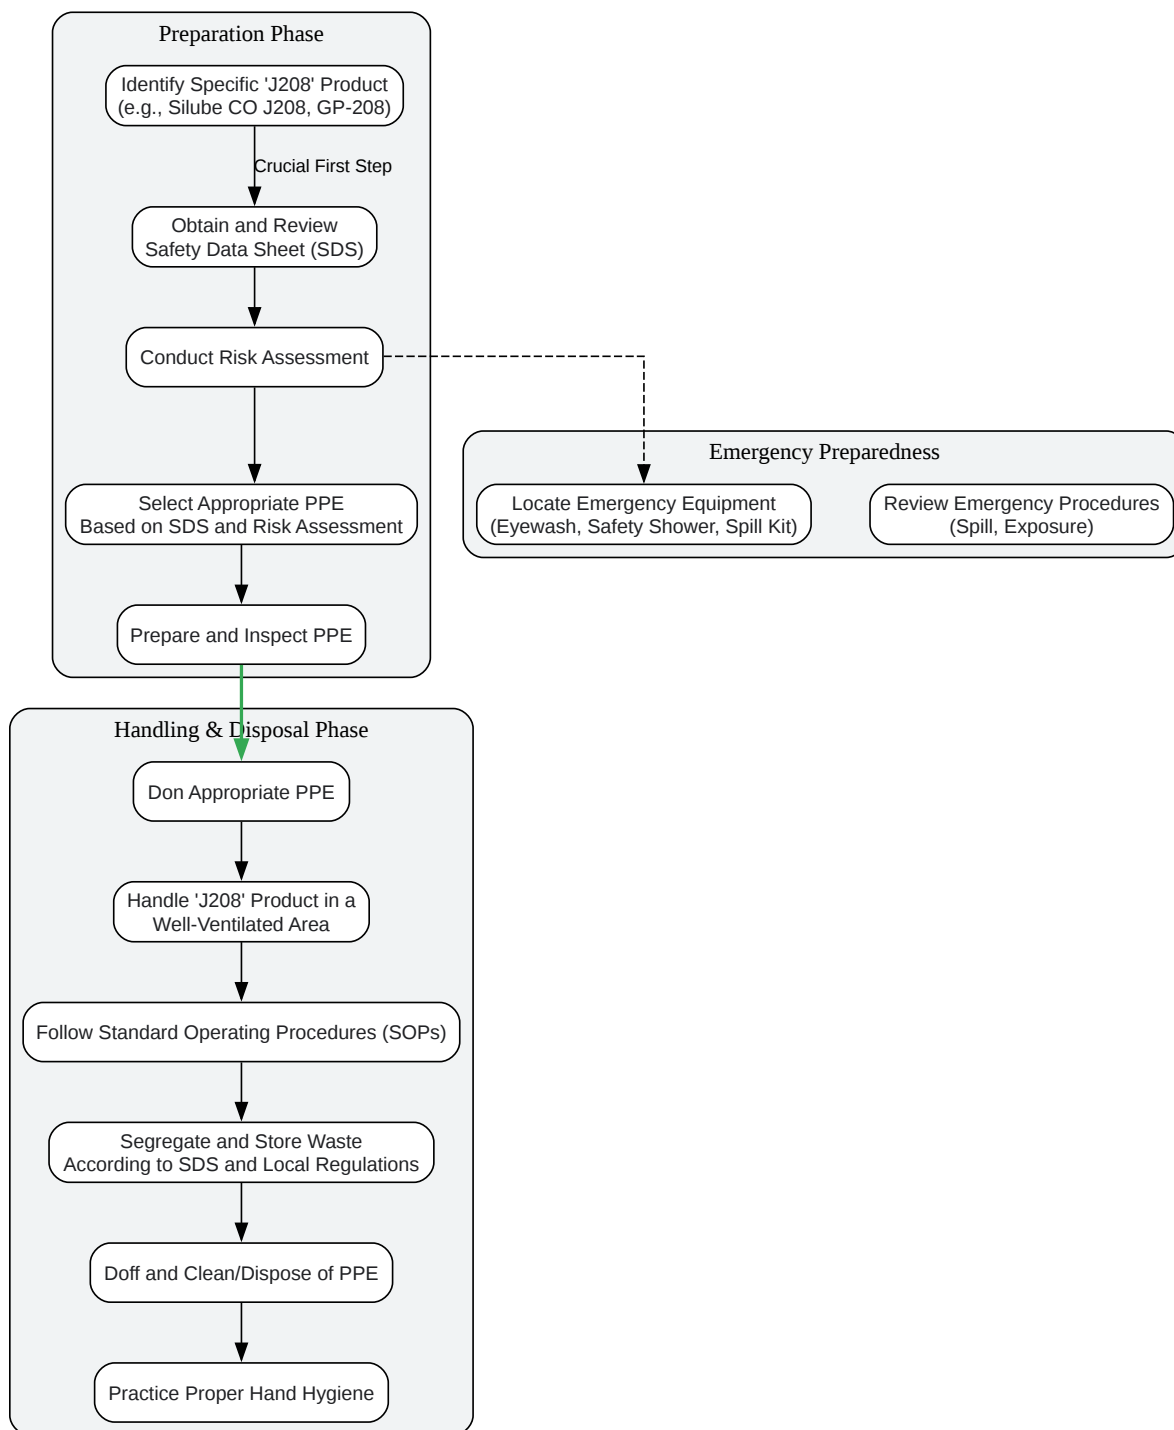 Preparation Phase
Identify Specific 'J208' Product
(e.g., Silube CO J208, GP-208)
Crucial First Step
Obtain and Review
Safety Data Sheet (SDS)
Conduct Risk Assessment
Select Appropriate PPE
Based on SDS and Risk Assessment
Prepare and Inspect PPE
Emergency Preparedness
Locate Emergency Equipment
(Eyewash, Safety Shower, Spill Kit)
Review Emergency Procedures
(Spill, Exposure)
Handling & Disposal Phase
Don Appropriate PPE
Handle 'J208' Product in a
Well-Ventilated Area
Follow Standard Operating Procedures (SOPs)
Segregate and Store Waste
According to SDS and Local Regulations
Doff and Clean/Dispose of PPE
Practice Proper Hand Hygiene